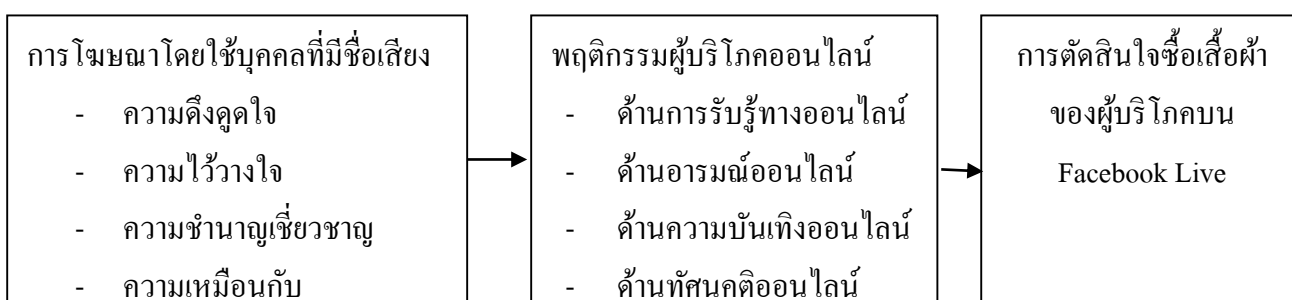 การโฆษณาโดยใช้บุคคลที่มีชื่อเสียง
- ความดึงดูดใจ
- ความไว้วางใจ
- ความชำนาญเชี่ยวชาญ
- ความเหมือนกับ
พฤติกรรมผู้บริโภคออนไลน์
- ด้านการรับรู้ทางออนไลน์
- ด้านอารมณ์ออนไลน์
- ด้านความบันเทิงออนไลน์
- ด้านทัศนคติออนไลน์
การตัดสินใจซื้อเสื้อผ้า
ของผู้บริโภคบน
Facebook Live